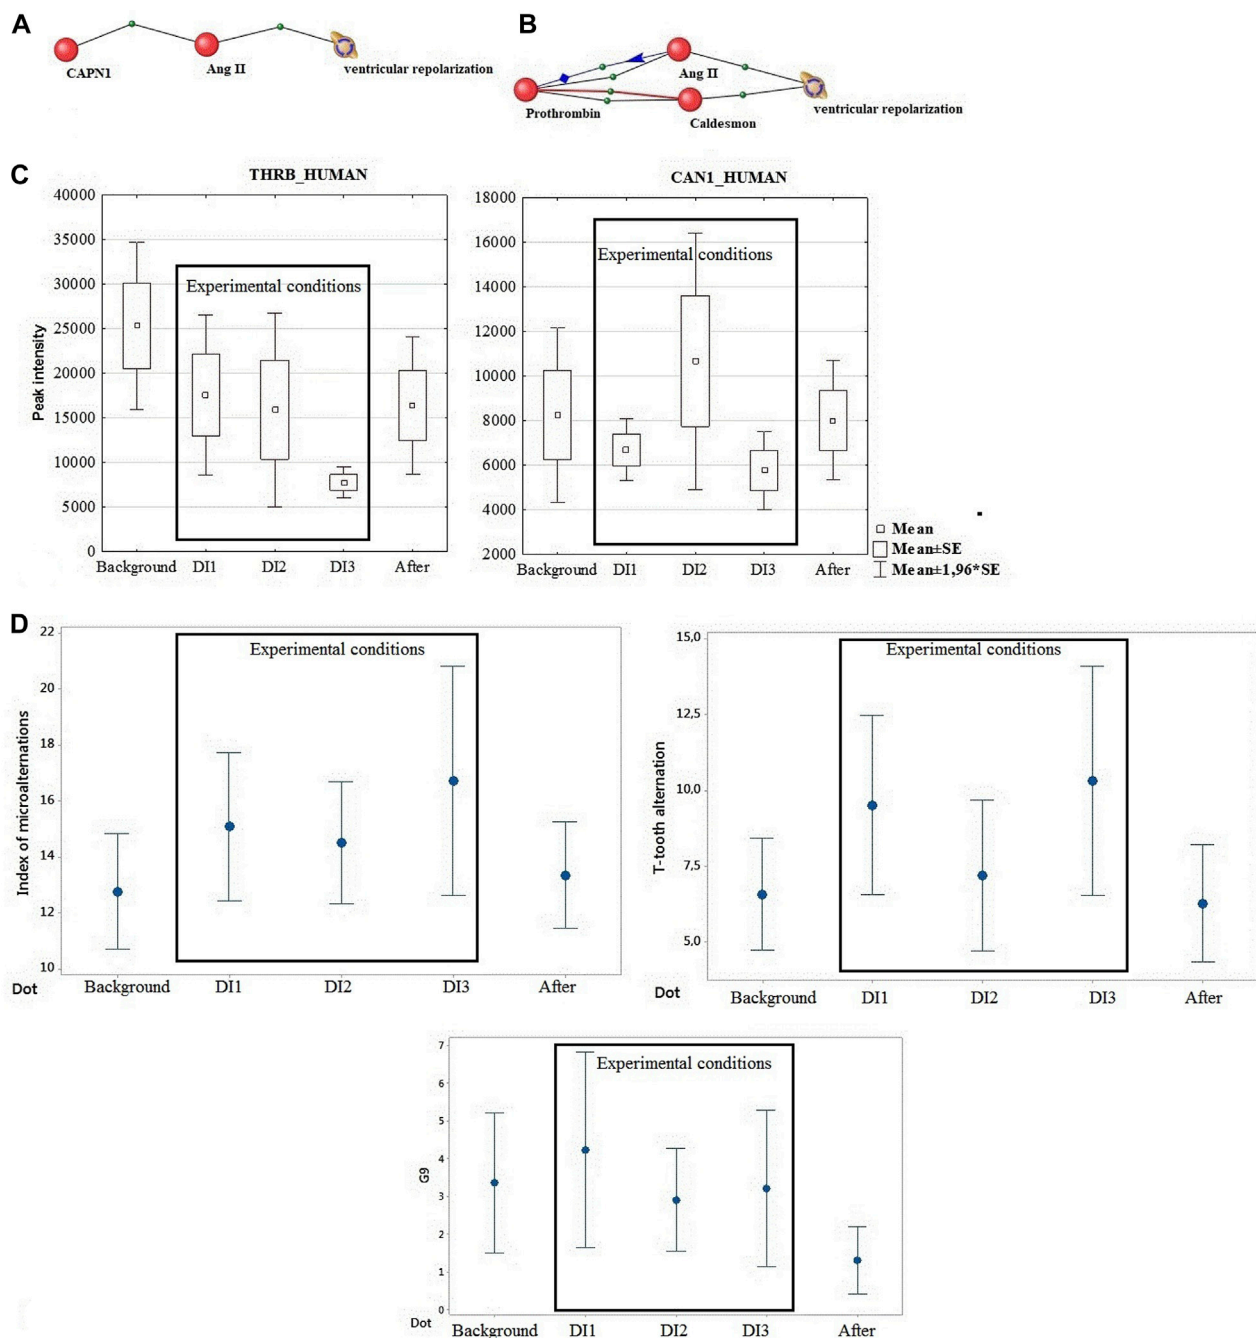 A
CAPN1
Ang II
ventricular repolarization
B
Ang II
Prothrombin
Caldesmon
ventricular repolarization
C
THRB_HUMAN
Peak intensity
40000
35000
30000
25000
20000
15000
10000
5000
0
Experimental conditions
Background DI1 DI2 DI3 After
CAN1_HUMAN
18000
16000
14000
12000
10000
8000
6000
4000
2000
Experimental conditions
Background DI1 DI2 DI3 After
Mean
Mean±SE
Mean±1,96*SE
D
Index of microalternations
22
20
18
16
14
12
10
Experimental conditions
Dot Background DI1 DI2 DI3 After
T-tooth alternation
15,0
12,5
10,0
7,5
5,0
Experimental conditions
Dot Background DI1 DI2 DI3 After
G9
7
6
5
4
3
2
1
0
Experimental conditions
Dot Background DI1 DI2 DI3 After